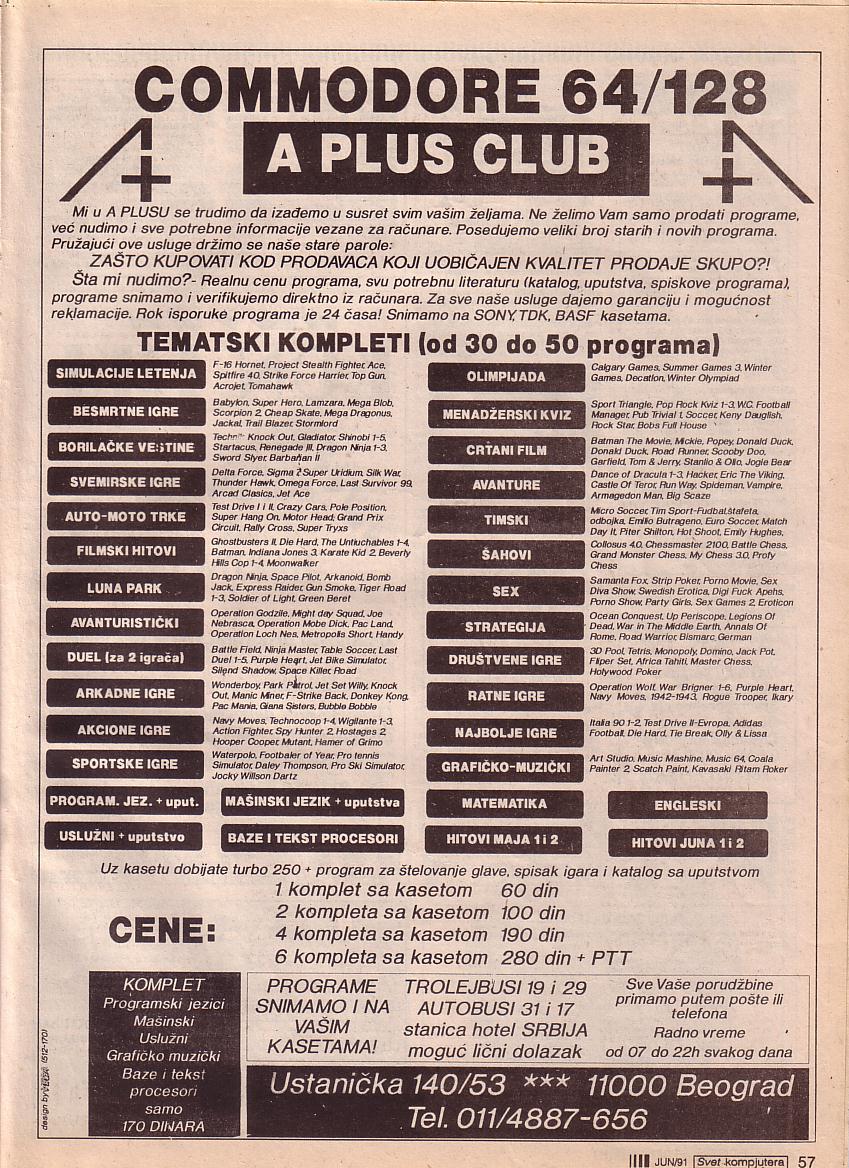 COMMODORE 64/128
A PLUS CLUB
A+
A+
Mi u A PLUSU se trudimo da izađemo u susret svim vašim željama. Ne želimo Vam samo prodati programe,
već nudimo i sve potrebne informacije vezane za računare. Posedujemo veliki broj starih i novih programa.
Pružajući ove usluge držimo se naše stare parole:
ZAŠTO KUPOVATI KOD PRODAVACA KOJI UOBIČAJEN KVALITET PRODAJE SKUPO?!
Šta mi nudimo?- Realnu cenu programa, svu potrebnu literaturu (katalog, uputstva, spiskove programa),
programe snimamo i verifikujemo direktno iz računara. Za sve naše usluge dajemo garanciju i mogućnost
reklamacije. Rok isporuke programa je 24 časa! Snimamo na SONY, TDK, BASF kasetama.
TEMATSKI KOMPLETI (od 30 do 50 programa)
SIMULACIJE LETENJA
F-16 Hornet, Project Stealth Fighter, Ace,
Spitfire 40, Strike Force Harrier, Top Gun,
Acrojet, Tomahawk
BESMRTNE IGRE
Babylon, Super Hero, Lamzara, Mega Blob,
Scorpion 2, Cheap Skate, Mega Dragonus,
Jackal, Trail Blazer, Stormlord
BORILAČKE VEŠTINE
Knock Out, Gladiator, Shinobi 1-5,
Startacus, Renegade III, Dragon Ninja 1-3,
Sword Slyer, Barbarian II
SVEMIRSKE IGRE
Delta Force, Sigma 7, Super Uridium, Silk War,
Thunder Hawk, Omega Force, Last Survivor 99,
Arcad Clasics, Jet Ace
AUTO-MOTO TRKE
Test Drive I i II, Crazy Cars, Pole Position,
Super Hang On, Motor Head, Grand Prix
Circuit, Rally Cross, Super Tryxs
FILMSKI HITOVI
Ghostbusters II, Die Hard, The Untiuchables 1-4,
Batman, Indiana Jones 3, Karate Kid 2, Beverly
Hills Cop 1-4, Moonwalker
LUNA PARK
Dragon Ninja, Space Pilot, Arkanoid, Bomb
Jack, Express Raider, Gun Smoke, Tiger Road
1-3, Soldier of Light, Green Beret
AVANTURISTIČKI
Operation Godzile, Might day Squad, Joe
Nebrasca, Operation Mobe Dick, Pac Land,
Operation Loch Nes, Metropolis Short, Handy
DUEL (za 2 igrača)
Battle Field, Ninja Master, Table Soccer, Last
Duel 1-5, Purple Heart, Jet Bike Simulator,
Silend Shadow, Space Killer, Road
ARKADNE IGRE
Wonderboy, Park Patrol, Jet Set Willy, Knock
Out, Manic Miner, F-Strike Back, Donkey Kong,
Pac Mania, Giana Sisters, Bubble Bobble
AKCIONE IGRE
Navy Moves, Technocoop 1-4, Wigilante 1-3,
Action Fighter, Spy Hunter 2, Hostages 2,
Hooper Cooper, Mutant, Hamer of Grimo
SPORTSKE IGRE
Waterpolo, Footbaler of Year, Pro tennis
Simulator, Daley Thompson, Pro Ski Simulator,
Jocky Willson Dartz
OLIMPIJADA
Calgary Games, Summer Games 3, Winter
Games, Decatlon, Winter Olympiad
MENADŽERSKI KVIZ
Sport Triangle, Pop Rock Kviz 1-3, W.C. Football
Manager, Pub Trivial 1, Soccer, Keny Dauglish,
Rock Star, Bobs Full House
CRTANI FILM
Batman The Movie, Mickie, Popey, Donald Duck,
Donald Duck, Road Runner, Scooby Doo,
Garfield, Tom & Jerry, Stanlio & Olio, Jogie Bear
AVANTURE
Dance of Dracula 1-3, Hacker, Eric The Viking,
Castle Of Teror, Run Way, Spideman, Vampire,
Armagedon Man, Big Scaze
TIMSKI
Micro Soccer, Tim Sport-Fudbal, štafeta,
odbojka, Emilio Butrageno, Euro Soccer, Match
Day II, Piter Shilton, Hot Shoot, Emily Hughes,
ŠAHOVI
Collosus 4.0, Chessmaster 2100, Battle Chess,
Grand Monster Chess, My Chess 3.0, Profy
Chess
SEX
Samanta Fox, Strip Poker, Porno Movie, Sex
Diva Show, Swedish Erotica, Digi Fuck Apehs,
Porno Show, Party Girls, Sex Games 2, Eroticon
STRATEGIJA
Ocean Conquest, Up Periscope, Legions Of
Dead, War in The Middle Earth, Annals Of
Rome, Road Warrior, Bismarc, German
DRUŠTVENE IGRE
3D Pool, Tetris, Monopoly, Domino, Jack Pot,
Fliper Set, Africa Tahiti, Master Chess,
Holywood Poker
RATNE IGRE
Operation Wolf, War Brigner 1-6, Purple Heart,
Navy Moves, 1942-1943, Rogue Trooper, Ikary
NAJBOLJE IGRE
Italia 90 1-2, Test Drive II-Evropa, Adidas
Football, Die Hard, Tie Break, Olly & Lissa
GRAFIČKO-MUZIČKI
Art Studio, Music Mashine, Music 64, Coala
Painter 2, Scatch Paint, Kavasaki Ritam Roker
PROGRAM. JEZ. + uput.
MAŠINSKI JEZIK + uputstva
MATEMATIKA
ENGLESKI
USLUŽNI + uputstvo
BAZE I TEKST PROCESORI
HITOVI MAJA 1 i 2
HITOVI JUNA 1 i 2
Uz kasetu dobijate turbo 250 + program za štelovanje glave, spisak igara i katalog sa uputstvom
CENE:
1 komplet sa kasetom 60 din
2 kompleta sa kasetom 100 din
4 kompleta sa kasetom 190 din
6 kompleta sa kasetom 280 din + PTT
KOMPLET
Programski jezici
Mašinski
Uslužni
Grafičko muzički
Baze i tekst
procesori
samo
170 DINARA
PROGRAME
SNIMAMO I NA
VAŠIM
KASETAMA!
TROLEJBUSI 19 i 29
AUTOBUSI 31 i 17
stanica hotel SRBIJA
moguć lični dolazak
Sve Vaše porudžbine
primamo putem pošte ili
telefona
Radno vreme
od 07 do 22h svakog dana
Ustanička 140/53 *** 11000 Beograd
Tel. 011/4887-656
design by (512-170)
JUN/91 Svet kompjutera 57